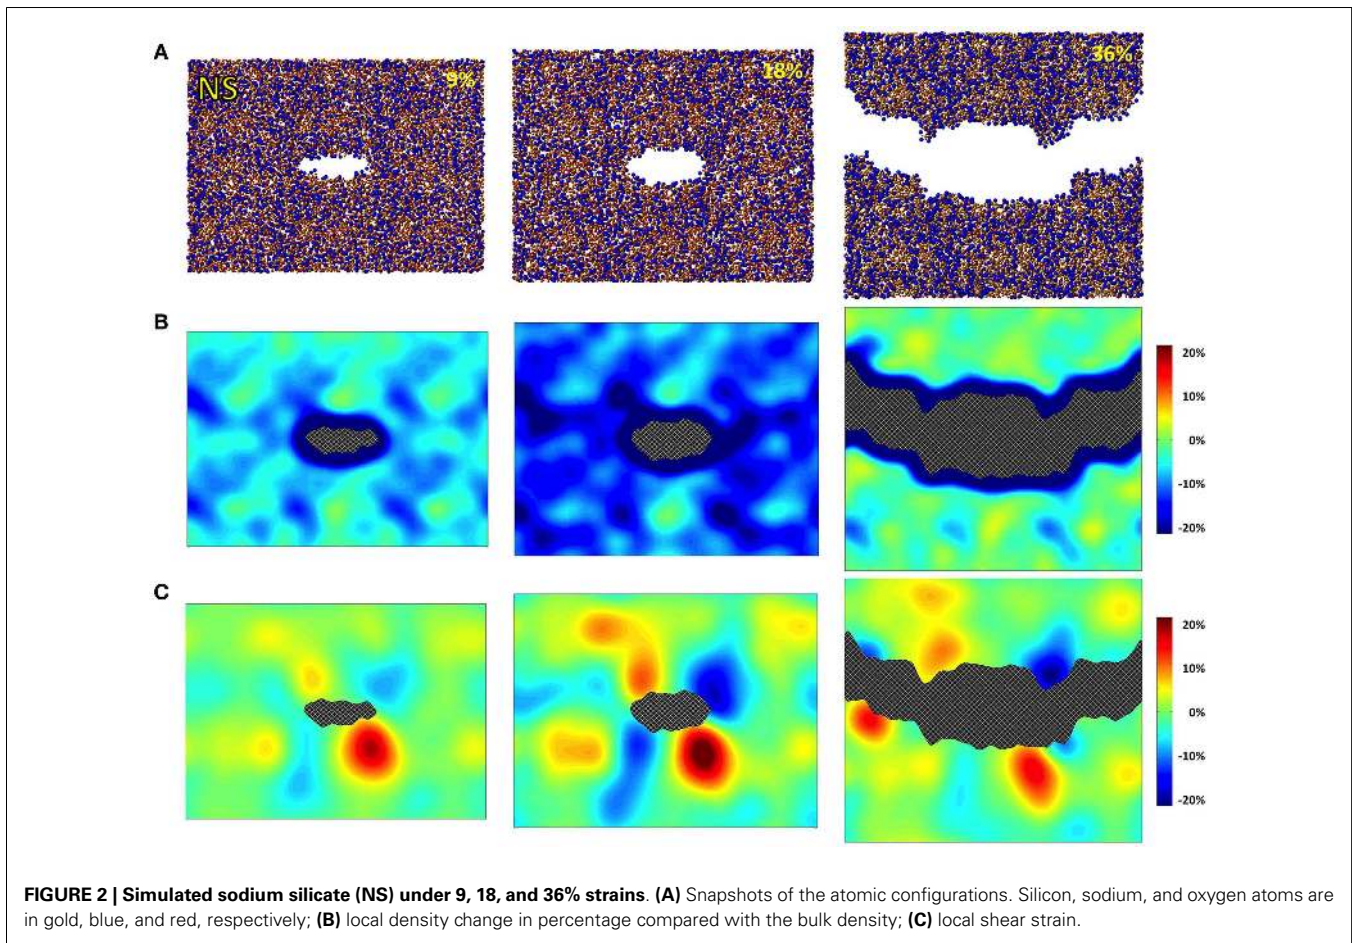 A
NS
9%
18%
36%
B
20%
10%
0%
-10%
-20%
C
20%
10%
0%
-10%
-20%
FIGURE 2 | Simulated sodium silicate (NS) under 9, 18, and 36% strains. (A) Snapshots of the atomic configurations. Silicon, sodium, and oxygen atoms are
in gold, blue, and red, respectively; (B) local density change in percentage compared with the bulk density; (C) local shear strain.